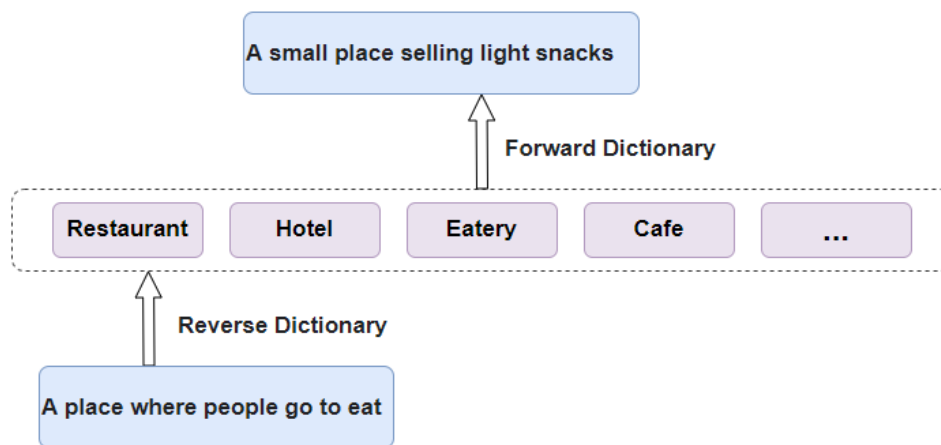 A small place selling light snacks
Forward Dictionary
Restaurant Hotel Eatery Cafe ...
Reverse Dictionary
A place where people go to eat